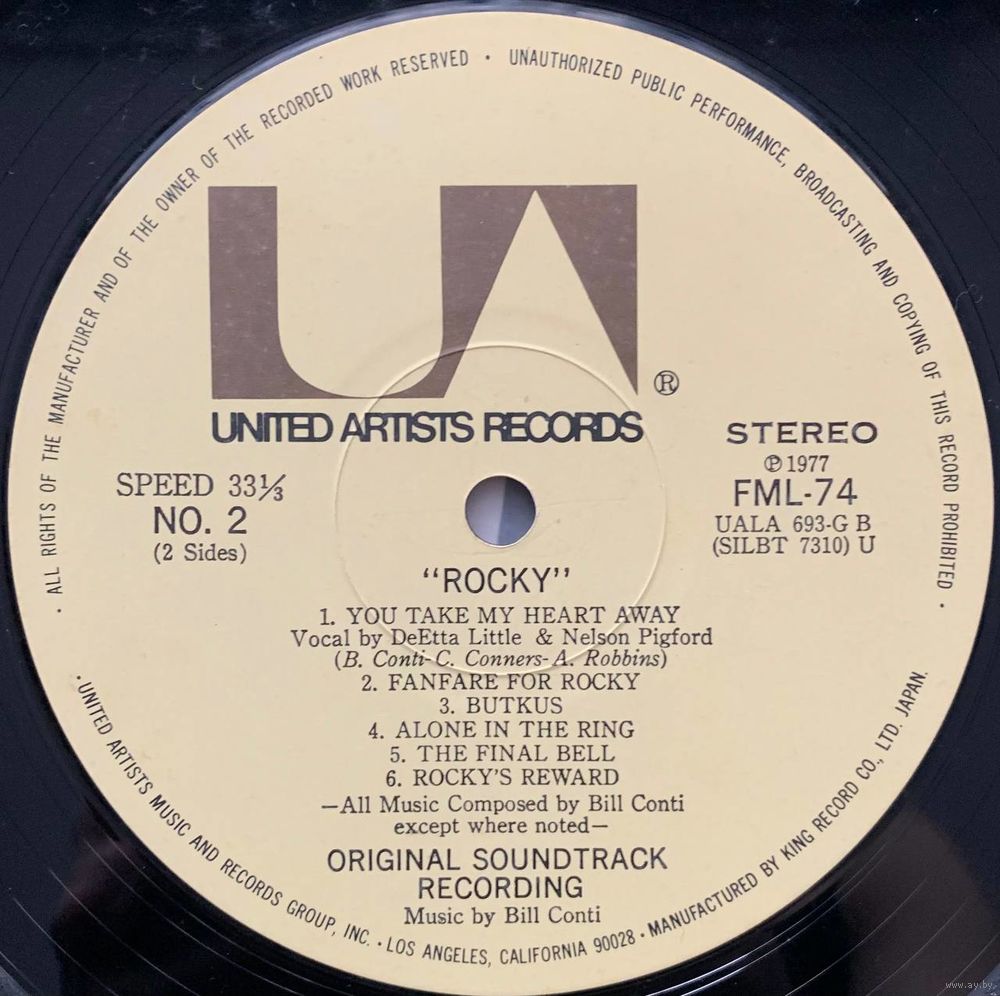 ALL RIGHTS OF THE MANUFACTURER AND OF THE OWNER OF THE RECORDED WORK RESERVED · UNAUTHORIZED PUBLIC PERFORMANCE, BROADCASTING AND COPYING OF THIS RECORD PROHIBITED ·
UA ®
UNITED ARTISTS RECORDS
SPEED 33⅓
NO. 2
(2 Sides)
STEREO
℗ 1977
FML-74
UALA 693-G B
(SILBT 7310) U
"ROCKY"
1. YOU TAKE MY HEART AWAY
Vocal by DeEtta Little & Nelson Pigford
(B. Conti-C. Conners-A. Robbins)
2. FANFARE FOR ROCKY
3. BUTKUS
4. ALONE IN THE RING
5. THE FINAL BELL
6. ROCKY'S REWARD
—All Music Composed by Bill Conti
except where noted—
ORIGINAL SOUNDTRACK
RECORDING
Music by Bill Conti
· UNITED ARTISTS MUSIC AND RECORDS GROUP, INC. · LOS ANGELES, CALIFORNIA 90028 · MANUFACTURED BY KING RECORD CO., LTD. JAPAN.
www.ay.by